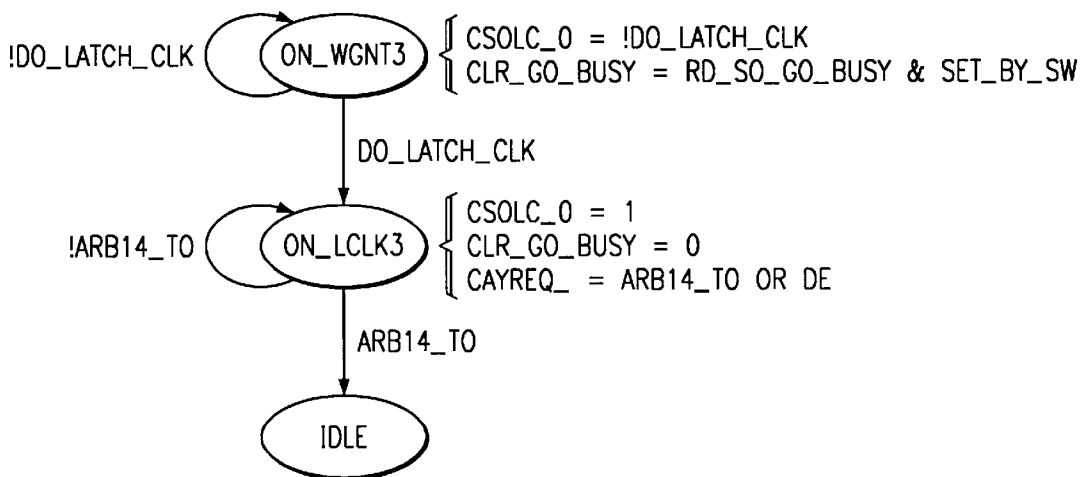 !DO_LATCH_CLK
ON_WGNT3
CSOLC_0 = !DO_LATCH_CLK
CLR_GO_BUSY = RD_SO_GO_BUSY & SET_BY_SW
DO_LATCH_CLK
!ARB14_TO
ON_LCLK3
CSOLC_0 = 1
CLR_GO_BUSY = 0
CAYREQ_ = ARB14_TO OR DE
ARB14_TO
IDLE